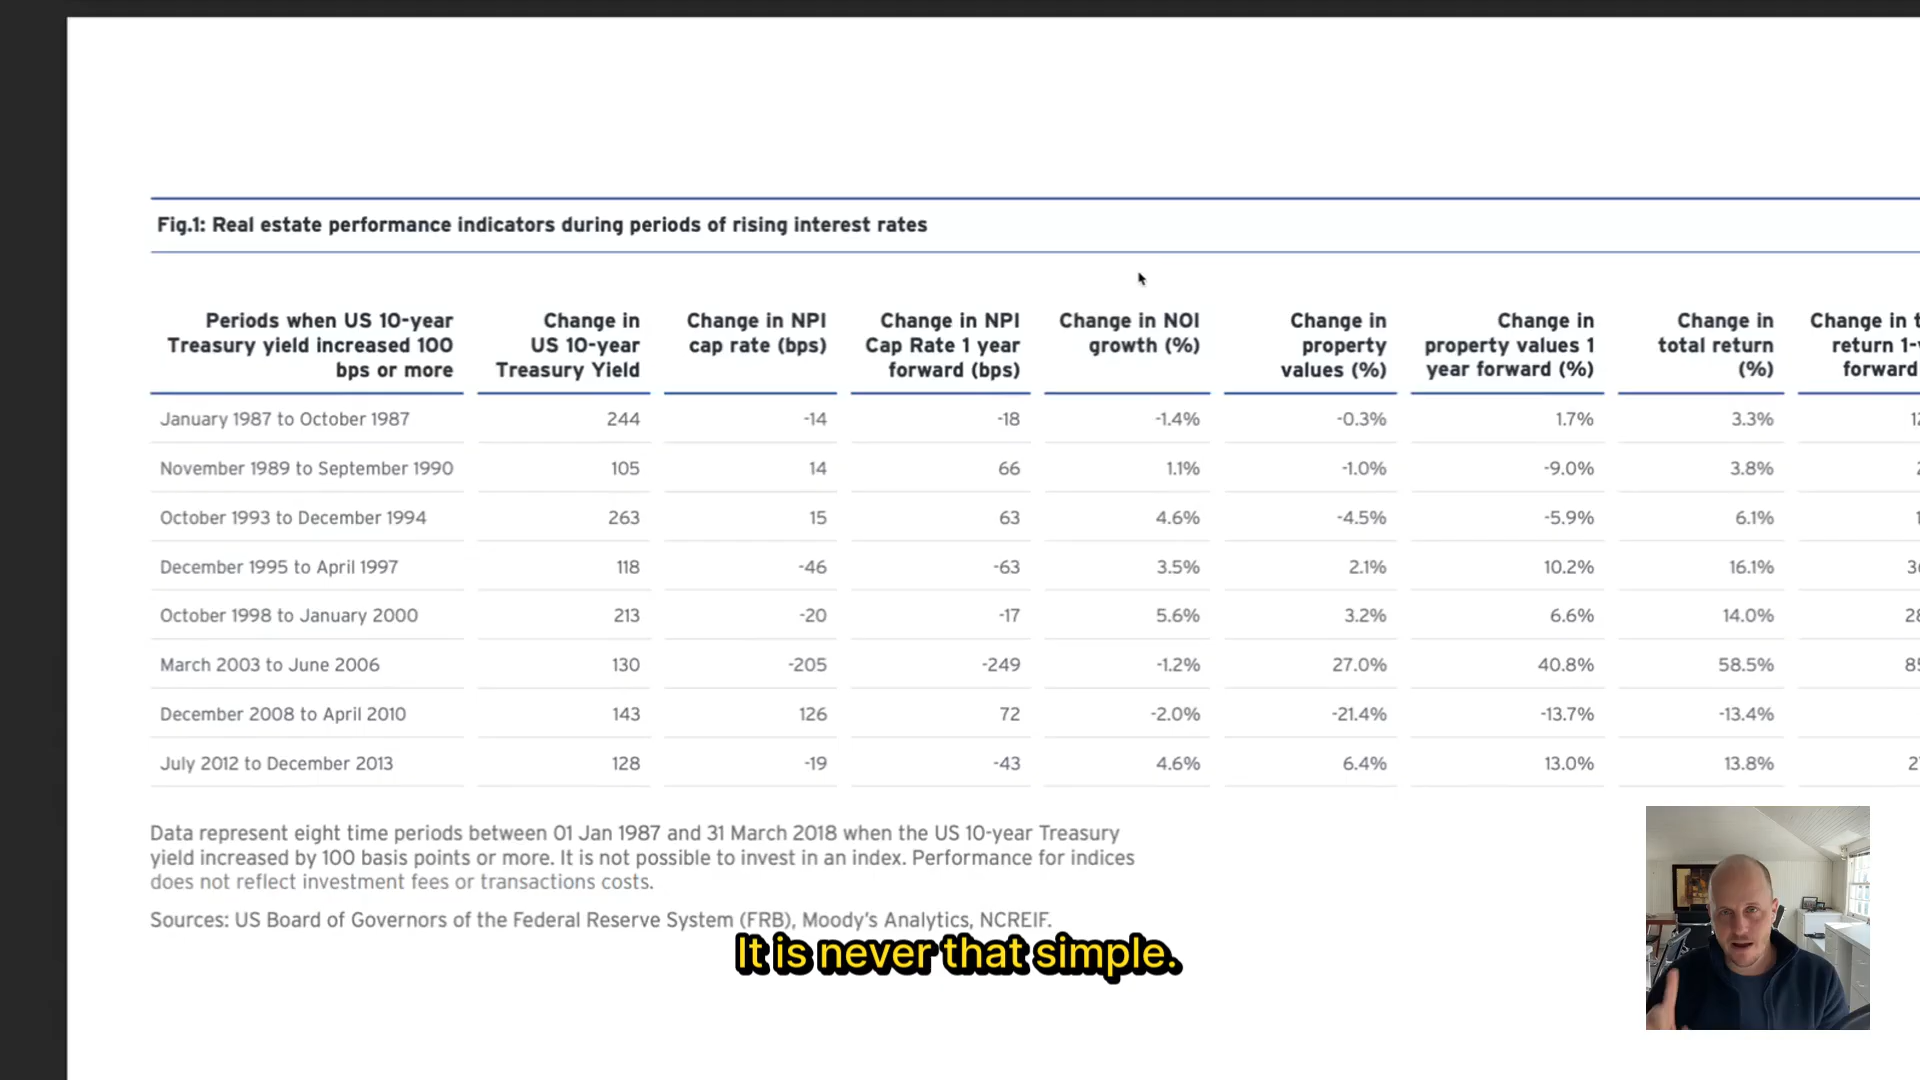 Fig.1: Real estate performance indicators during periods of rising interest rates
Periods when US 10-year Treasury yield increased 100 bps or more
Change in US 10-year Treasury Yield
Change in NPI cap rate (bps)
Change in NPI Cap Rate 1 year forward (bps)
Change in NOI growth (%)
Change in property values (%)
Change in property values 1 year forward (%)
Change in total return (%)
Change in return 1- forward
January 1987 to October 1987 244 -14 -18 -1.4% -0.3% 1.7% 3.3%
November 1989 to September 1990 105 14 66 1.1% -1.0% -9.0% 3.8%
October 1993 to December 1994 263 15 63 4.6% -4.5% -5.9% 6.1%
December 1995 to April 1997 118 -46 -63 3.5% 2.1% 10.2% 16.1%
October 1998 to January 2000 213 -20 -17 5.6% 3.2% 6.6% 14.0%
March 2003 to June 2006 130 -205 -249 -1.2% 27.0% 40.8% 58.5%
December 2008 to April 2010 143 126 72 -2.0% -21.4% -13.7% -13.4%
July 2012 to December 2013 128 -19 -43 4.6% 6.4% 13.0% 13.8%
Data represent eight time periods between 01 Jan 1987 and 31 March 2018 when the US 10-year Treasury
yield increased by 100 basis points or more. It is not possible to invest in an index. Performance for indices
does not reflect investment fees or transactions costs.
Sources: US Board of Governors of the Federal Reserve System (FRB), Moody's Analytics, NCREIF.
It is never that simple.